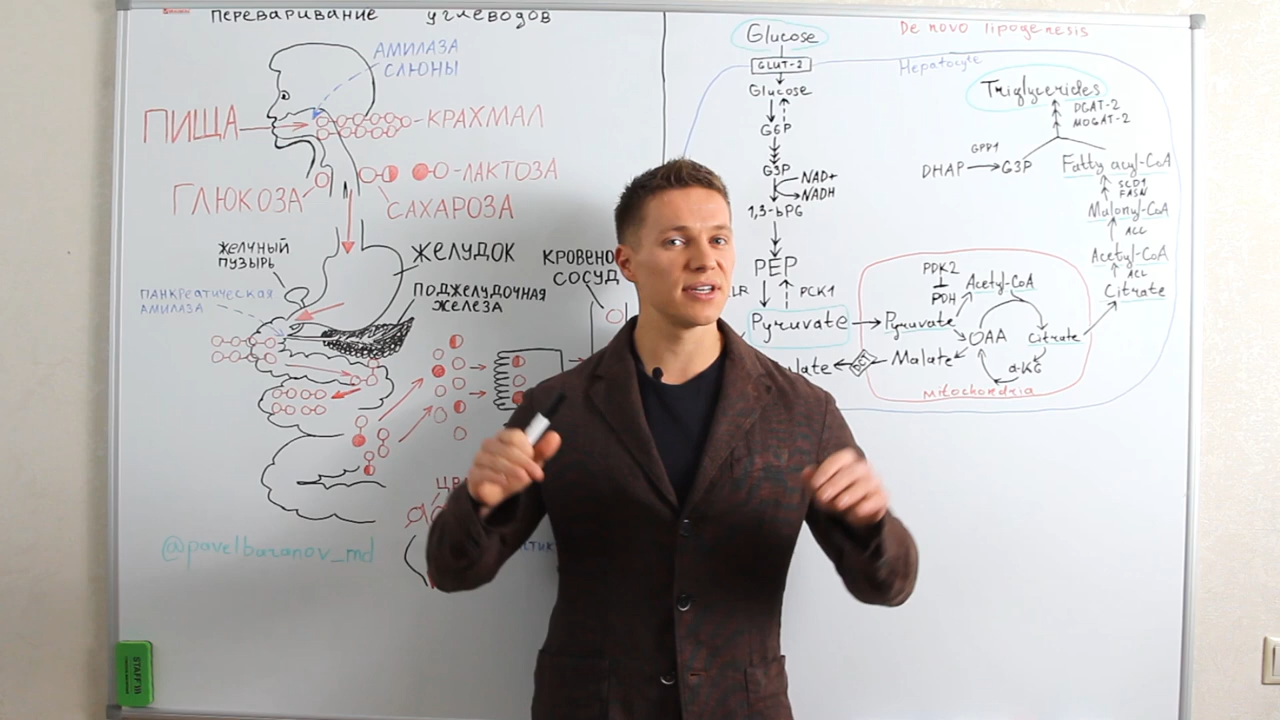 переваривание углеводов
АМИЛАЗА
СЛЮНЫ
ПИЩА
КРАХМАЛ
ЛАКТОЗА
ГЛЮКОЗА
САХАРОЗА
ЖЕЛЧНЫЙ
ПУЗЫРЬ
ЖЕЛУДОК
КРОВЕНО
СОСУД
ПАНКРЕАТИЧЕСКАЯ
АМИЛАЗА
ПОДЖЕЛУДОЧНАЯ
ЖЕЛЕЗА
@pavelbaranov_md
De novo lipogenesis
Hepatocyte
Glucose
GLUT-2
Glucose
G6P
G3P
NAD+
NADH
1,3-bPG
PEP
PCK1
Pyruvate
Triglycerides
DGAT-2
MOGAT-2
DHAP
GPP1
G3P
Fatty acyl-CoA
SCD1
FASN
Malonyl-CoA
ACC
Acetyl-CoA
ACL
Citrate
PDK2
PDH
Acetyl-CoA
Pyruvate
OAA
Citrate
Malate
α-KG
Mitochondria